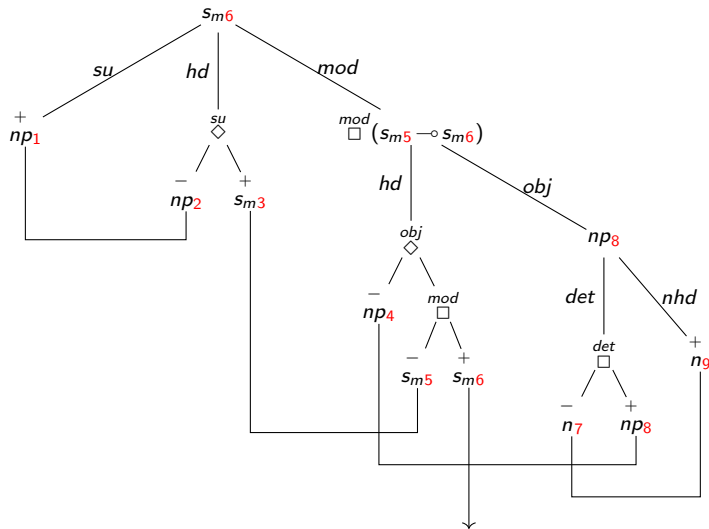 s_m6
su hd mod
+ np1
su ◇
mod □ (s_m5 ⊸ s_m6)
− np2 + s_m3
hd obj
obj ◇
np8
− np4
mod □
det nhd
− s_m5 + s_m6
det □
+ n9
− n7 + np8